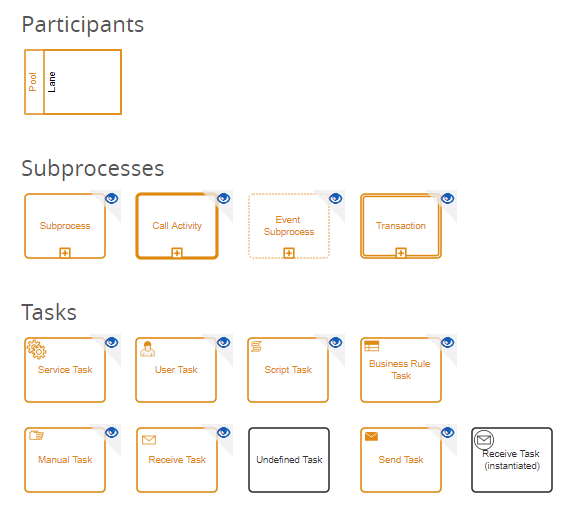 Participants
Pool
Lane
Subprocesses
Subprocess
Call Activity
Event
Subprocess
Transaction
Tasks
Service Task
User Task
Script Task
Business Rule
Task
Manual Task
Receive Task
Undefined Task
Send Task
Receive Task
(instantiated)